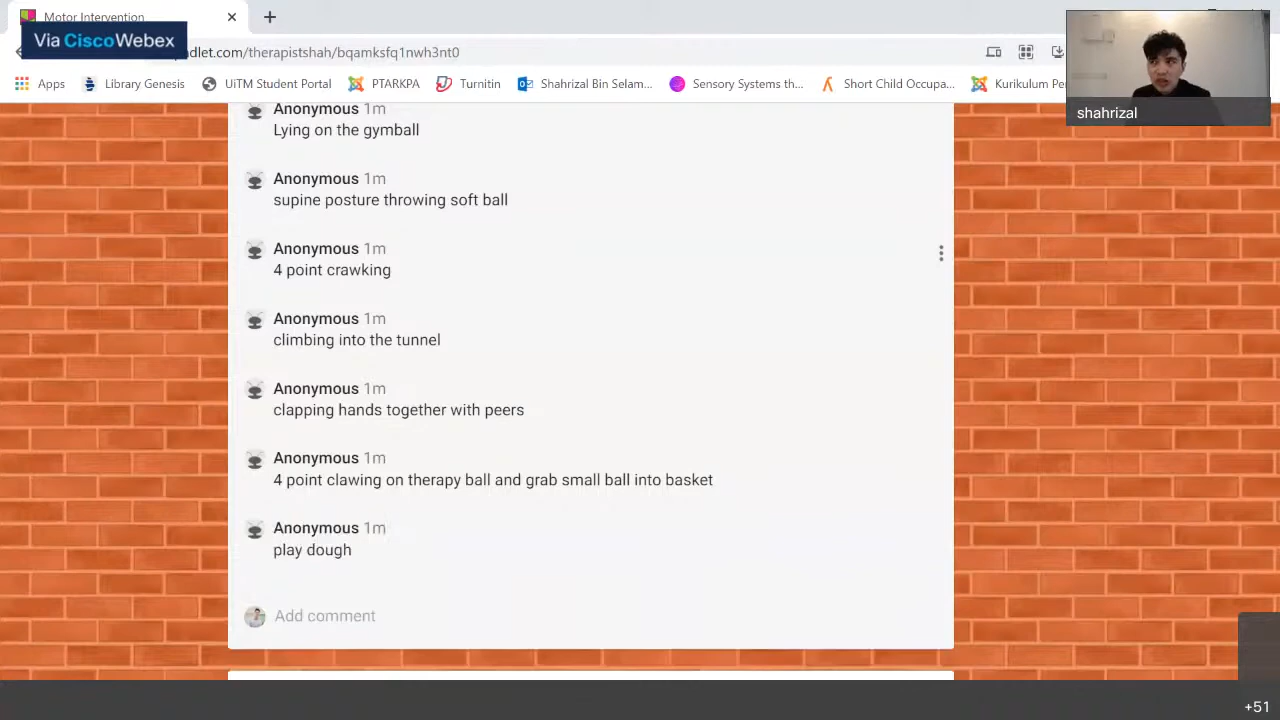 Motor Intervention
Via CiscoWebex
dlet.com/therapistshah/bqamksfq1nwh3nt0
Apps Library Genesis UiTM Student Portal PTARKPA Turnitin Shahrizal Bin Selam... Sensory Systems th... Short Child Occupa... Kurikulum Pe
shahrizal
Anonymous 1m
Lying on the gymball
Anonymous 1m
supine posture throwing soft ball
Anonymous 1m
4 point crawking
Anonymous 1m
climbing into the tunnel
Anonymous 1m
clapping hands together with peers
Anonymous 1m
4 point clawing on therapy ball and grab small ball into basket
Anonymous 1m
play dough
Add comment
+51